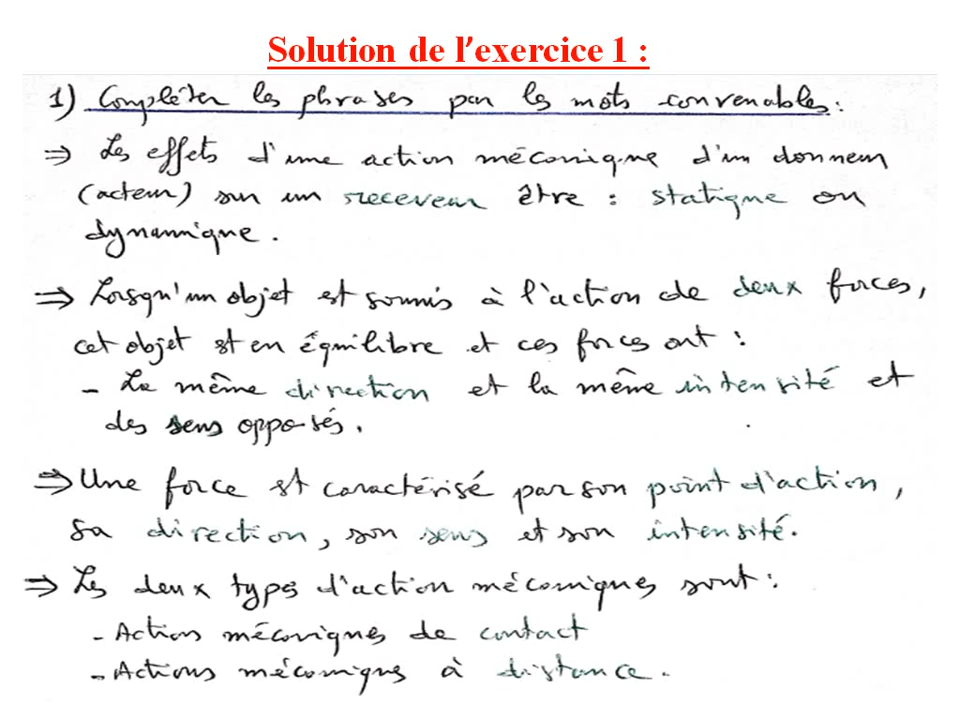 Solution de l'exercice 1 :
1) Compléter les phrases par les mots convenables:
⇒ Les effets d'une action mécanique d'un donneur
(acteur) sur un receveur être : statique ou
dynamique.
⇒ Lorsqu'un objet est soumis à l'action de deux forces,
cet objet est en équilibre et ces forces ont :
- La même direction et la même intensité et
des sens opposés.
⇒ Une force est caractérisé par son point d'action,
sa direction, son sens et son intensité.
⇒ Les deux types d'action mécaniques sont :
- Action mécaniques de contact
- Actions mécaniques à distance.